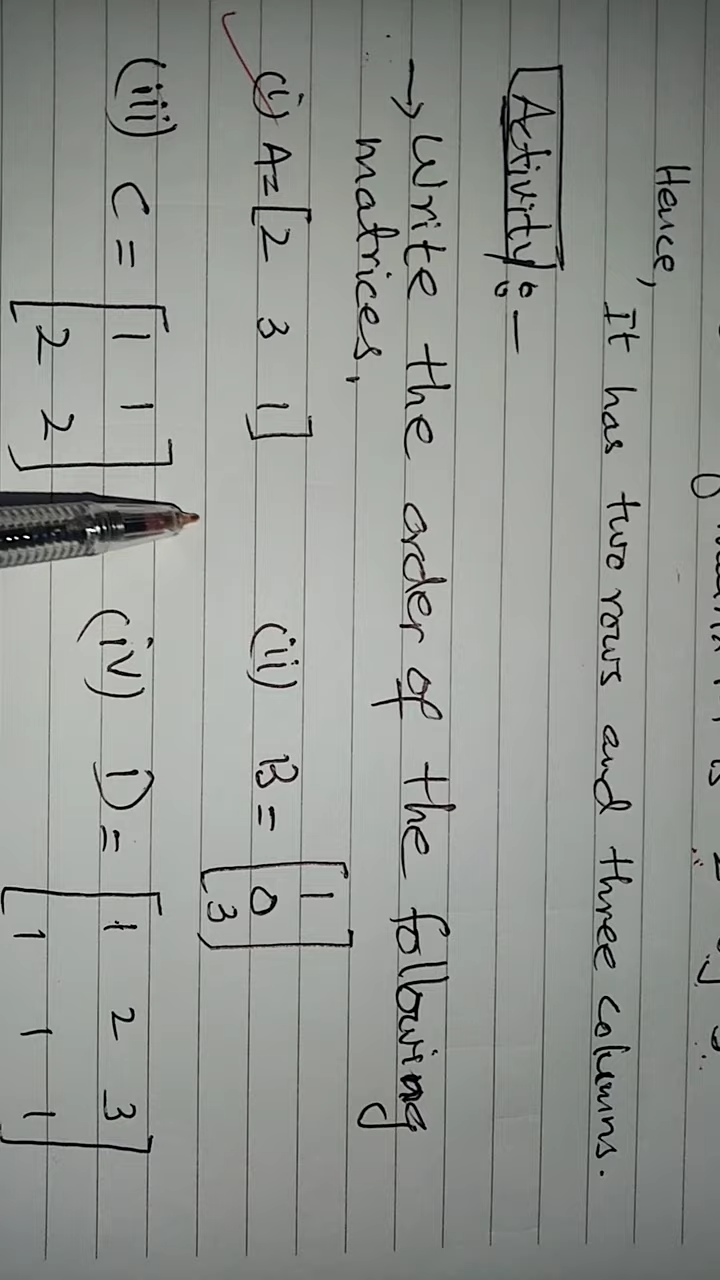 Hence,
It has two rows and three columns.
Activity:-
→ Write the order of the following
matrices,
(i) A = [2 3 1] (ii) B = [1
0
3]
(iii) C = [1 1 (iv) D = [1 2 3
2 2] 1 1 1]